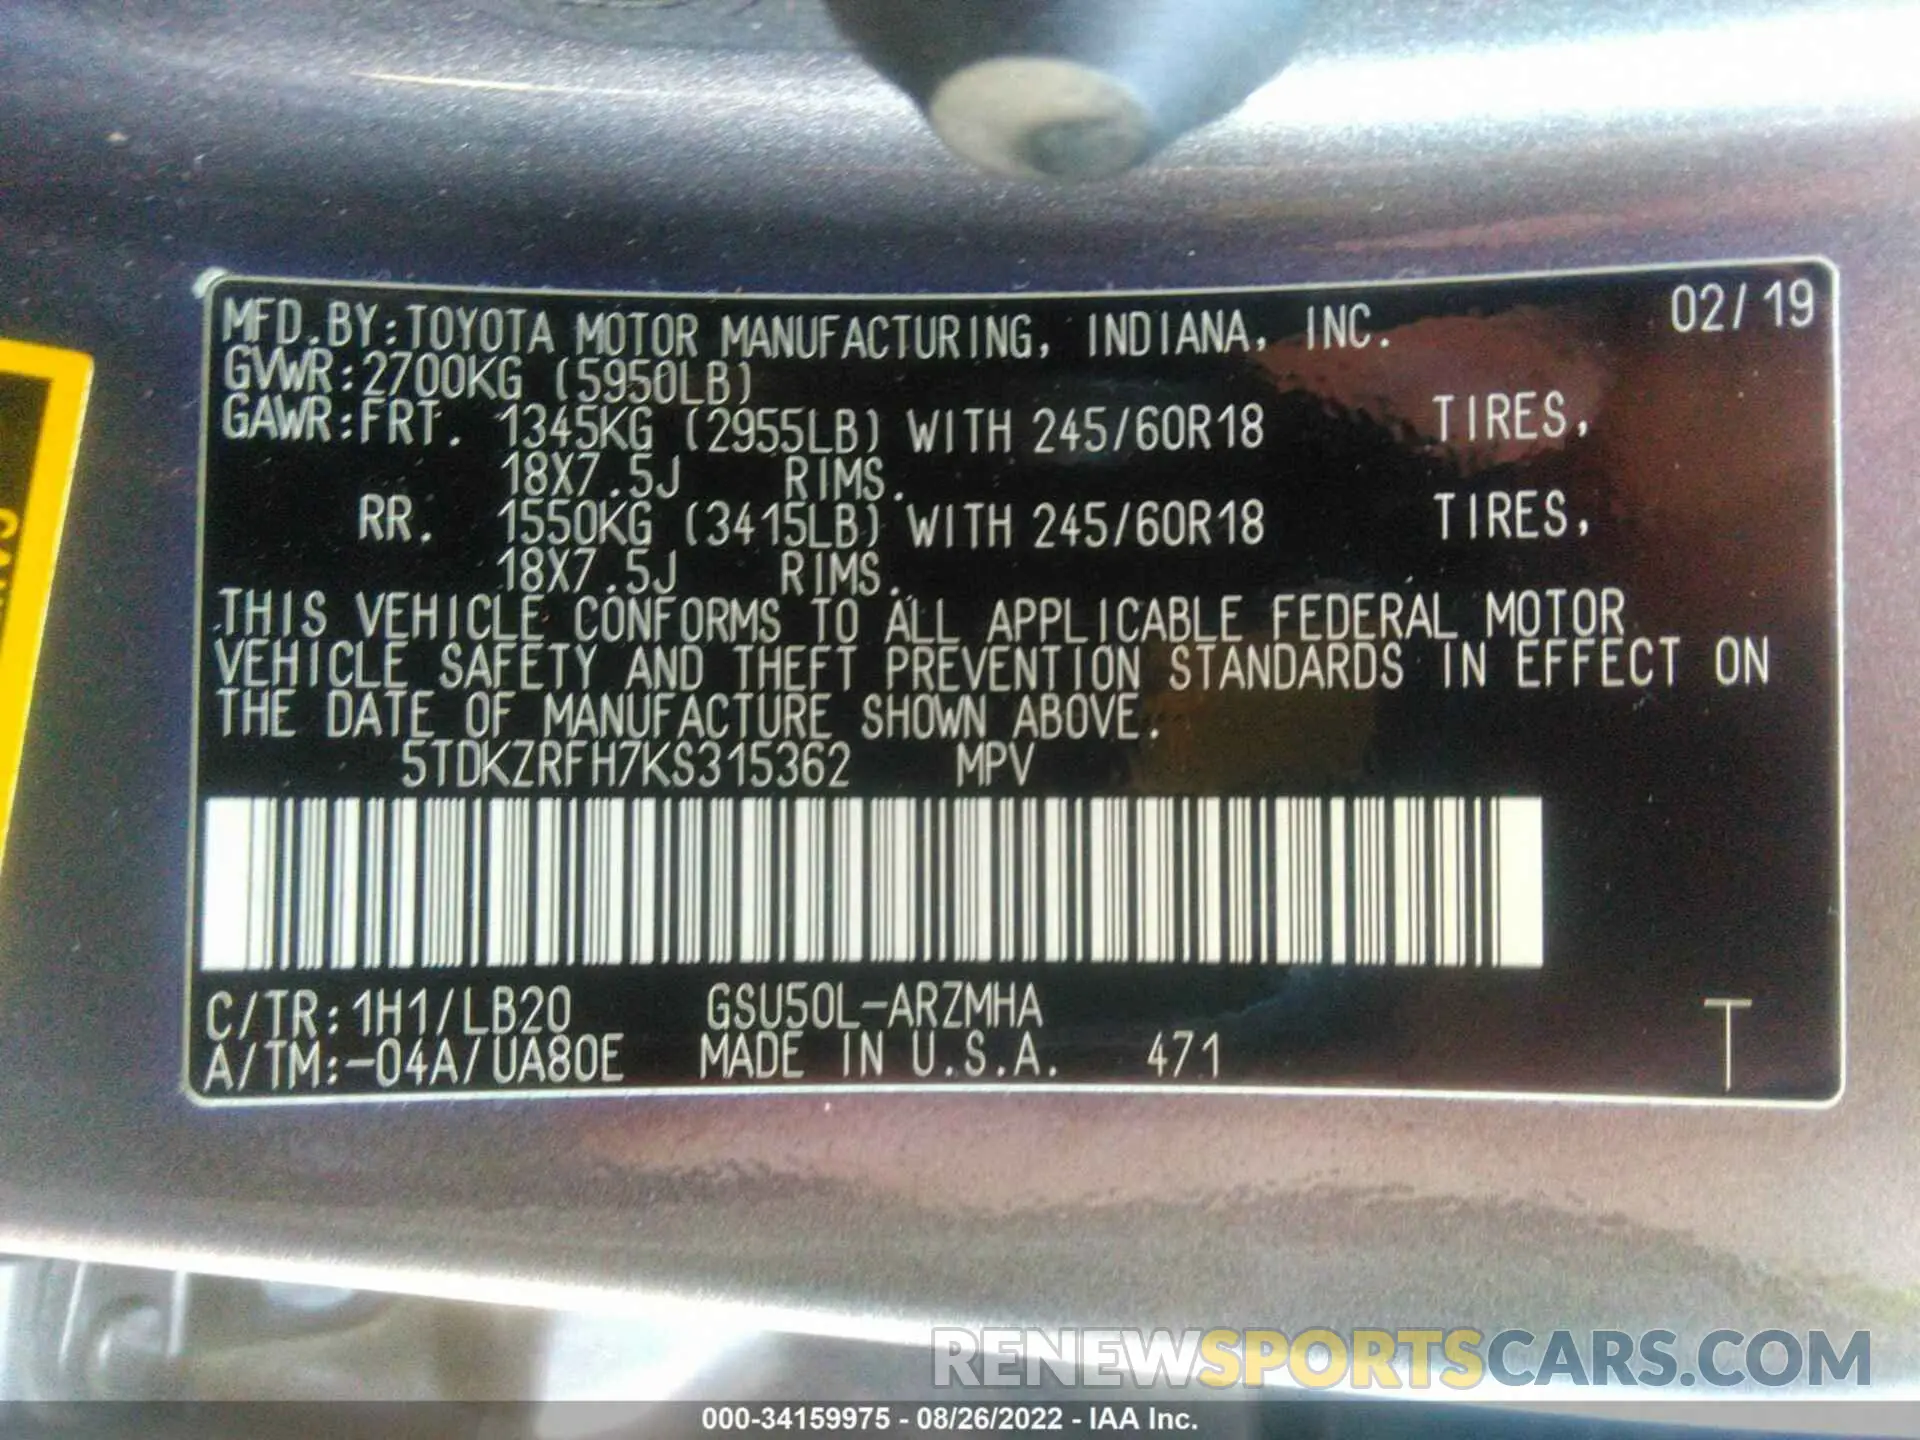 MFD.BY:TOYOTA MOTOR MANUFACTURING, INDIANA, INC. 02/19
GVWR:2700KG (5950LB)
GAWR:FRT. 1345KG (2955LB) WITH 245/60R18 TIRES,
18X7.5J RIMS.
RR. 1550KG (3415LB) WITH 245/60R18 TIRES,
18X7.5J RIMS.
THIS VEHICLE CONFORMS TO ALL APPLICABLE FEDERAL MOTOR
VEHICLE SAFETY AND THEFT PREVENTION STANDARDS IN EFFECT ON
THE DATE OF MANUFACTURE SHOWN ABOVE.
5TDKZRFH7KS315362 MPV
C/TR:1H1/LB20 GSU50L-ARZMHA
A/TM:-04A/UA80E MADE IN U.S.A. 471 T
RENEWSPORTSCARS.COM
000-34159975 - 08/26/2022 - IAA Inc.